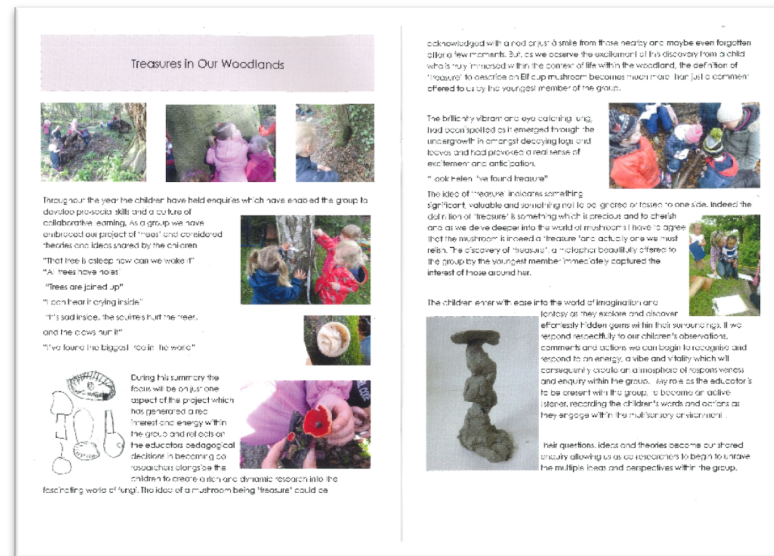 Treasures in Our Woodlands
Throughout the year the children have held enquiries which have enabled the group to
develop pro-social skills and a culture of
collaborative learning. As a group we have
embraced our project of 'trees' and considered
theories and ideas shared by the children
"That tree is asleep how can we wake it"
"All trees have holes"
"Trees are joined up"
"I can hear it crying inside"
"It's sad inside, the squirrels hurt the tree,
and the claws hurt it"
"I've found the biggest tree in the world"
During this summary the
focus will be on just one
aspect of the project which
has generated a real
interest and energy within
the group and reflects on
the educators pedagogical
decisions in becoming co
researchers alongside the
children to create a rich and dynamic research into the
fascinating world of fungi. The idea of a mushroom being 'treasure' could be
acknowledged with a nod or just a smile from those nearby and maybe even forgotten
after a few moments. But, as we observe the excitement of this discovery from a child
who is truly immersed within the context of life within the woodland, the definition of
'treasure' to describe an Elf cup mushroom becomes much more than just a comment
offered to us by the youngest member of the group.
The brilliantly vibrant and eye catching fungi,
had been spotted as it emerged through the
undergrowth in amongst decaying logs and
leaves and had provoked a real sense of
excitement and anticipation.
"Look Helen I've found treasure"
The idea of 'treasure' indicates something
significant, valuable and something not to be ignored or tossed to one side. Indeed the
definition of 'treasure' is something which is precious and to cherish
and as we delve deeper into the world of mushrooms I have to agree
that the mushroom is indeed a 'treasure' and actually one we must
relish. The discovery of 'treasure', a metaphor beautifully offered to
the group by the youngest member immediately captured the
interest of those around her.
The children enter with ease into the world of imagination and
fantasy as they explore and discover
effortlessly hidden gems within their surroundings. If we
respond respectfully to our children's observations,
comments and actions we can begin to recognise and
respond to an energy, a vibe and vitality which will
consequently create an atmosphere of responsiveness
and enquiry within the group. My role as the educator is
to be present with the group, to become an active
listener, recording the children's words and actions as
they engage within the multisensory environment.
Their questions, ideas and theories become our shared
enquiry allowing us as co researchers to begin to unravel
the multiple ideas and perspectives within the group.